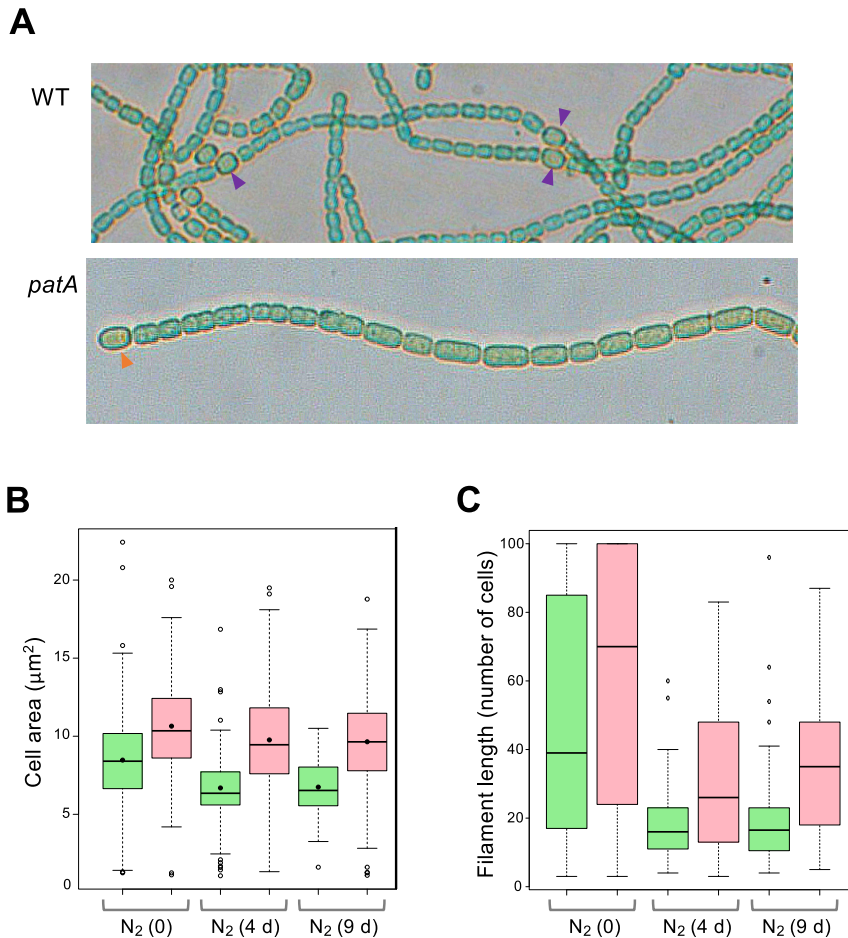 A
WT
patA
B
C
Cell area (μm²)
20
15
10
5
0
N₂ (0)
N₂ (4 d)
N₂ (9 d)
Filament length (number of cells)
100
80
60
40
20
0
N₂ (0)
N₂ (4 d)
N₂ (9 d)